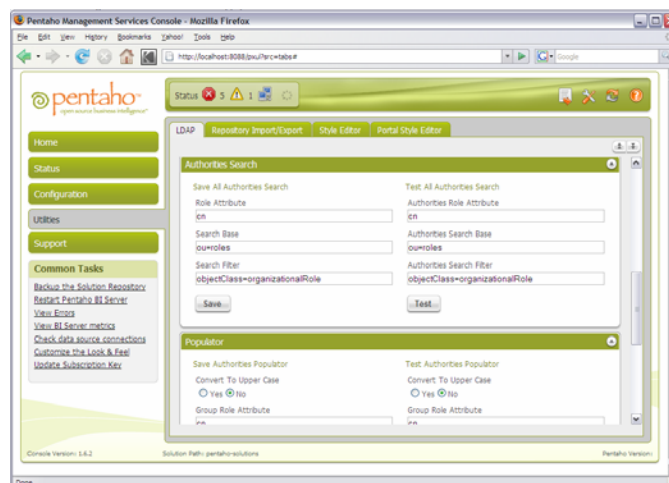 Pentaho Management Services Console - Mozilla Firefox
File Edit View History Bookmarks Yahoo! Tools Help
http://localhost:8088/pxul?src=tabs#
Google
pentaho
open source business intelligence
Status 5 1
LDAP Repository Import/Export Style Editor Portal Style Editor
Home
Status
Configuration
Utilities
Support
Common Tasks
Backup the Solution Repository
Restart Pentaho BI Server
View Errors
View BI Server metrics
Check data source connections
Customize the Look & Feel
Update Subscription Key
Authorities Search
Save All Authorities Search Test All Authorities Search
Role Attribute Authorities Role Attribute
cn cn
Search Base Authorities Search Base
ou=roles ou=roles
Search Filter Authorities Search Filter
objectClass=organizationalRole objectClass=organizationalRole
Save Test
Populator
Save Authorities Populator Test Authorities Populator
Convert To Upper Case Convert To Upper Case
Yes No Yes No
Group Role Attribute Group Role Attribute
cn cn
Console Version: 1.6.2 Solution Path: pentaho-solutions Pentaho Version:
Done